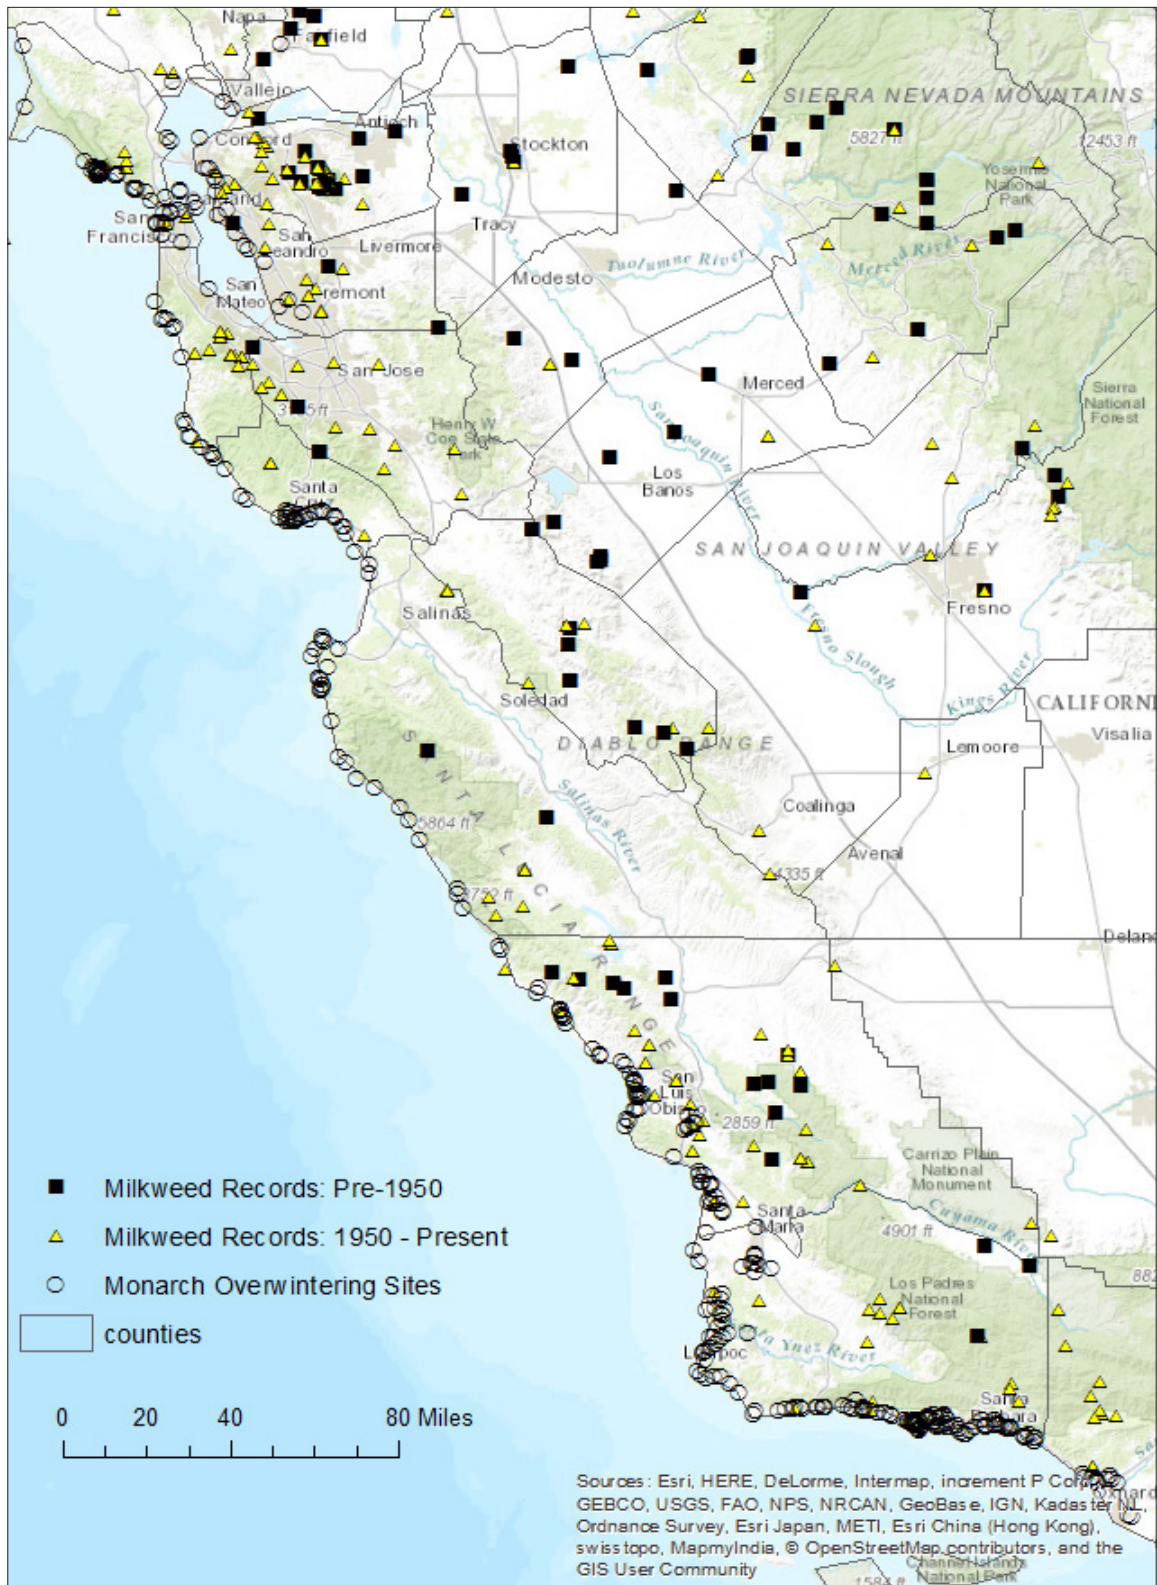 Napa
Fairfield
Vallejo
SIERRA NEVADA MOUNTAINS
Antioch
Concord
Stockton
5827 ft
12453 ft
Yosemite
National
Park
San
Francisco
Tracy
San
Leandro
Livermore
Merced River
Modesto
Tuolumne River
San
Mateo
Fremont
San Jose
Merced
Sierra
National
Forest
Henry W
Coe State
Park
San Joaquin River
Los
Banos
Santa
Cruz
SAN JOAQUIN VALLEY
Salinas
Fresno
Fresno Slough
Soledad
Kings River
CALIFORNI
Visalia
DIABLO RANGE
Lemoore
SANTA LUCIA RANGE
Salinas River
Coalinga
5864 ft
Avenal
4335 ft
3752 ft
Delano
San
Luis
Obispo
2859 ft
Carrizo Plain
National
Monument
Milkweed Records: Pre-1950
Santa
Maria
Cuyama River
4901 ft
Milkweed Records: 1950 - Present
882
Monarch Overwintering Sites
Los Padres
National
Forest
counties
Santa Ynez River
Lompoc
Santa
Barbara
0 20 40 80 Miles
Oxnard
Sources: Esri, HERE, DeLorme, Intermap, increment P Corp.,
GEBCO, USGS, FAO, NPS, NRCAN, GeoBase, IGN, Kadaster NL,
Ordnance Survey, Esri Japan, METI, Esri China (Hong Kong),
swisstopo, MapmyIndia, © OpenStreetMap contributors, and the
GIS User Community
Channel Islands
National Park
1584 ft